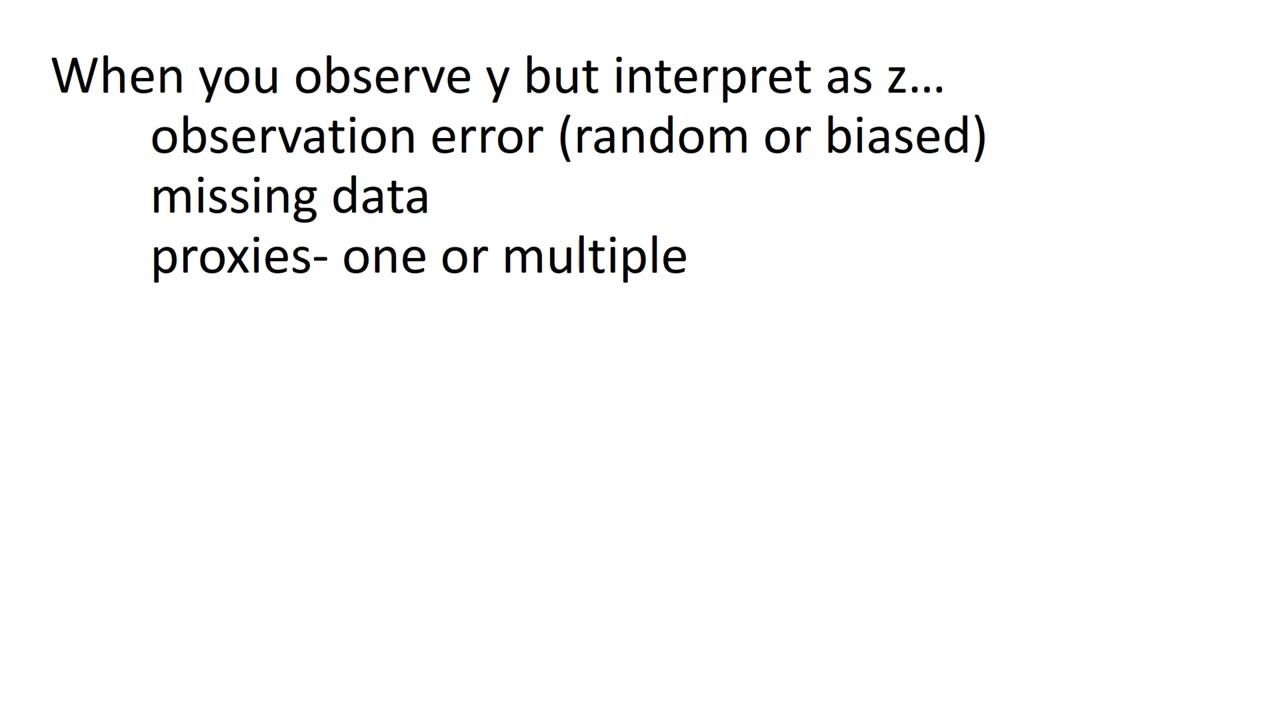 When you observe y but interpret as z...
observation error (random or biased)
missing data
proxies- one or multiple